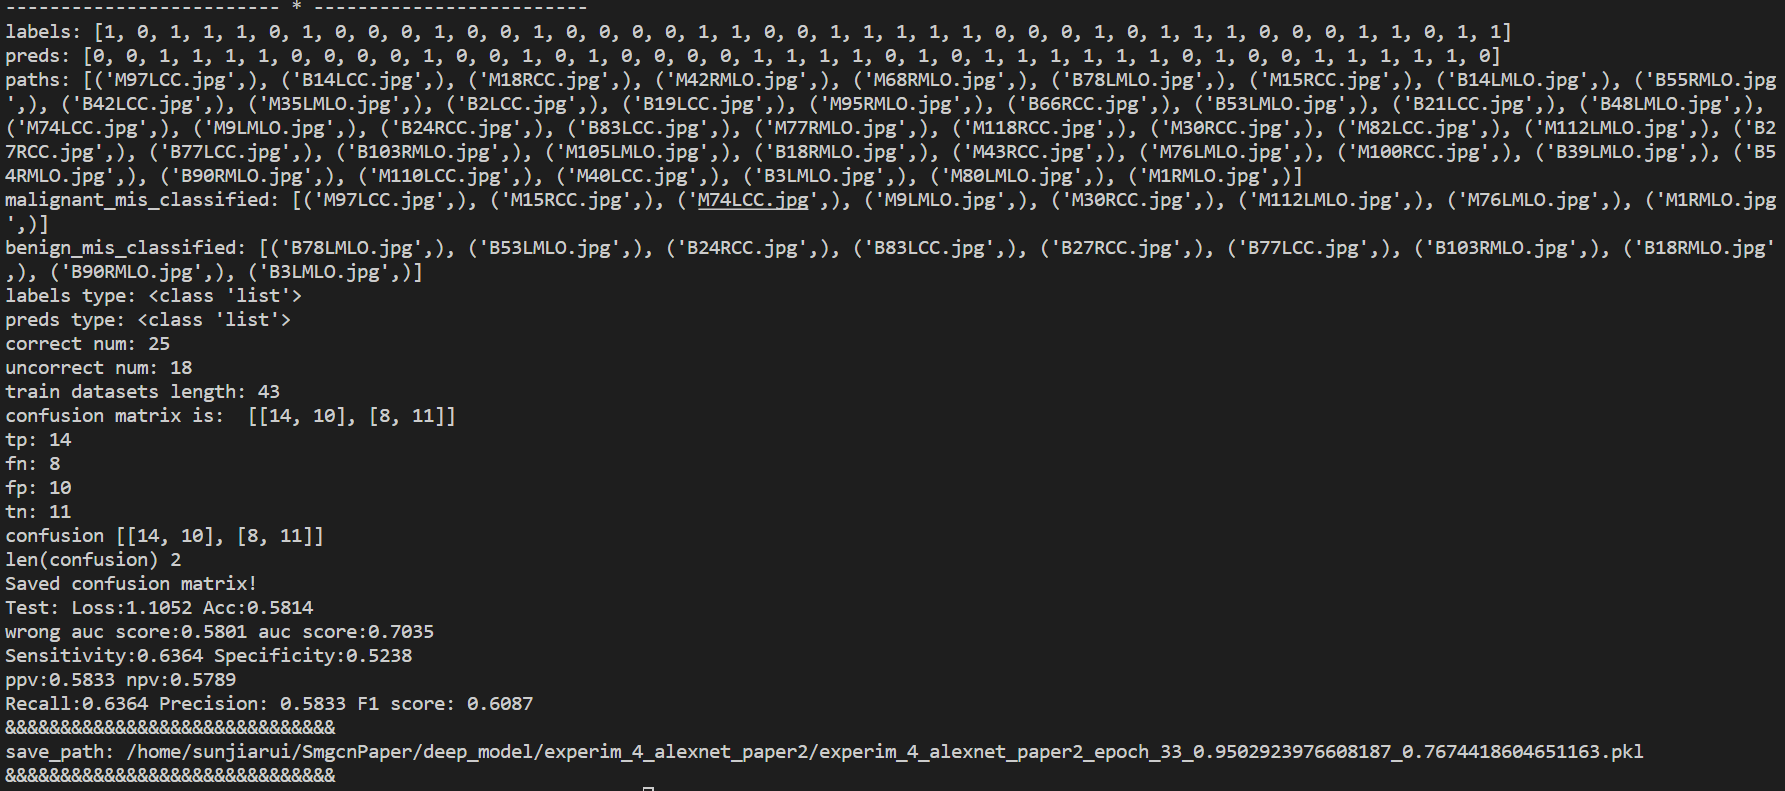 ------------------------- * -------------------------
labels: [1, 0, 1, 1, 1, 0, 1, 0, 0, 0, 1, 0, 0, 1, 0, 0, 0, 0, 1, 1, 0, 0, 1, 1, 1, 1, 1, 0, 0, 0, 1, 0, 1, 1, 1, 0, 0, 0, 1, 1, 0, 1, 1]
preds: [0, 0, 1, 1, 1, 1, 0, 0, 0, 0, 1, 0, 0, 1, 0, 1, 0, 0, 0, 0, 1, 1, 1, 1, 0, 1, 0, 1, 1, 1, 1, 1, 1, 0, 1, 0, 0, 1, 1, 1, 1, 1, 0]
paths: [('M97LCC.jpg',), ('B14LCC.jpg',), ('M18RCC.jpg',), ('M42RMLO.jpg',), ('M68RMLO.jpg',), ('B78LMLO.jpg',), ('M15RCC.jpg',), ('B14LMLO.jpg',), ('B55RMLO.jpg
',), ('B42LCC.jpg',), ('M35LMLO.jpg',), ('B2LCC.jpg',), ('B19LCC.jpg',), ('M95RMLO.jpg',), ('B66RCC.jpg',), ('B53LMLO.jpg',), ('B21LCC.jpg',), ('B48LMLO.jpg',),
('M74LCC.jpg',), ('M9LMLO.jpg',), ('B24RCC.jpg',), ('B83LCC.jpg',), ('M77RMLO.jpg',), ('M118RCC.jpg',), ('M30RCC.jpg',), ('M82LCC.jpg',), ('M112LMLO.jpg',), ('B2
7RCC.jpg',), ('B77LCC.jpg',), ('B103RMLO.jpg',), ('M105LMLO.jpg',), ('B18RMLO.jpg',), ('M43RCC.jpg',), ('M76LMLO.jpg',), ('M100RCC.jpg',), ('B39LMLO.jpg',), ('B5
4RMLO.jpg',), ('B90RMLO.jpg',), ('M110LCC.jpg',), ('M40LCC.jpg',), ('B3LMLO.jpg',), ('M80LMLO.jpg',), ('M1RMLO.jpg',)]
malignant_mis_classified: [('M97LCC.jpg',), ('M15RCC.jpg',), ('M74LCC.jpg',), ('M9LMLO.jpg',), ('M30RCC.jpg',), ('M112LMLO.jpg',), ('M76LMLO.jpg',), ('M1RMLO.jpg
',)]
benign_mis_classified: [('B78LMLO.jpg',), ('B53LMLO.jpg',), ('B24RCC.jpg',), ('B83LCC.jpg',), ('B27RCC.jpg',), ('B77LCC.jpg',), ('B103RMLO.jpg',), ('B18RMLO.jpg'
,), ('B90RMLO.jpg',), ('B3LMLO.jpg',)]
labels type: <class 'list'>
preds type: <class 'list'>
correct num: 25
uncorrect num: 18
train datasets length: 43
confusion matrix is:  [[14, 10], [8, 11]]
tp: 14
fn: 8
fp: 10
tn: 11
confusion [[14, 10], [8, 11]]
len(confusion) 2
Saved confusion matrix!
Test: Loss:1.1052 Acc:0.5814
wrong auc score:0.5801 auc score:0.7035
Sensitivity:0.6364 Specificity:0.5238
ppv:0.5833 npv:0.5789
Recall:0.6364 Precision: 0.5833 F1 score: 0.6087
&&&&&&&&&&&&&&&&&&&&&&&&&&&&&&
save_path: /home/sunjiarui/SmgcnPaper/deep_model/experim_4_alexnet_paper2/experim_4_alexnet_paper2_epoch_33_0.9502923976608187_0.7674418604651163.pkl
&&&&&&&&&&&&&&&&&&&&&&&&&&&&&&